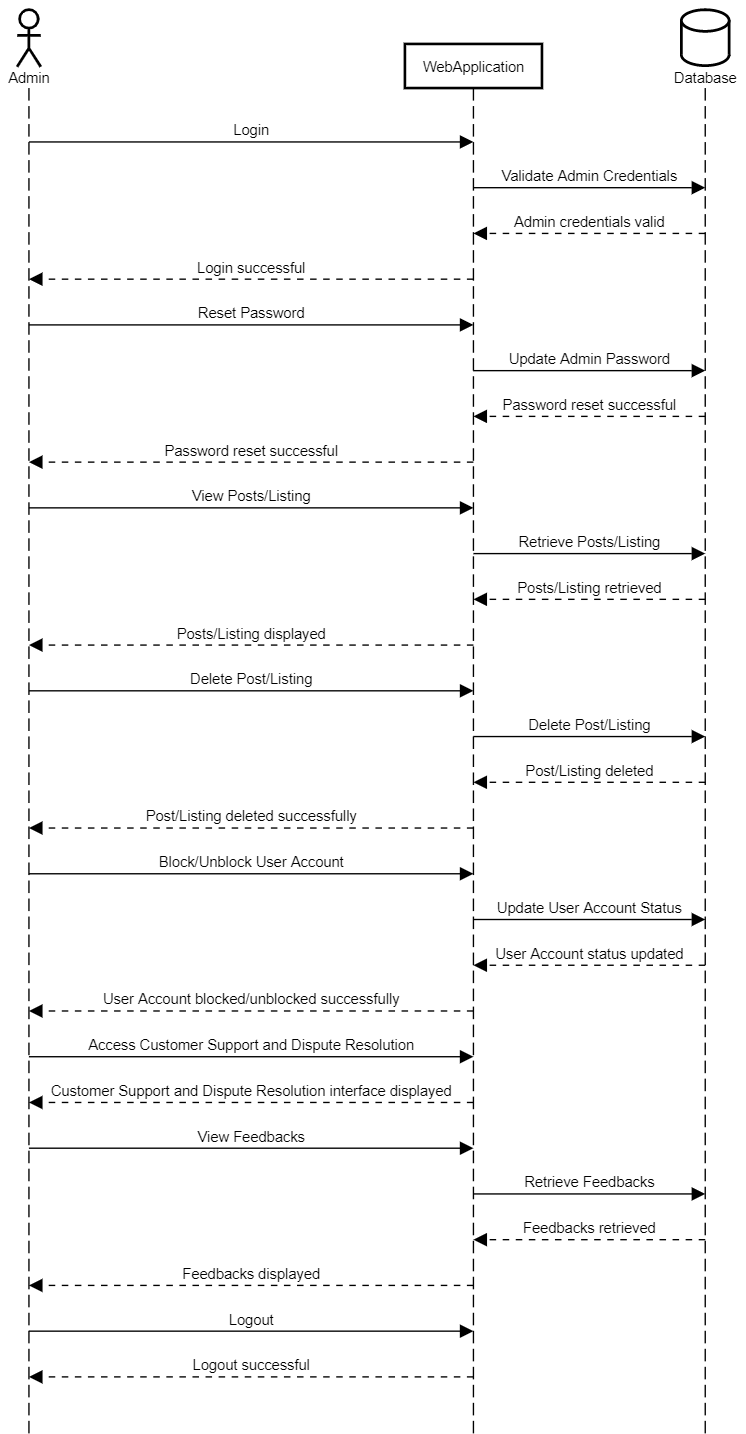 Admin
WebApplication
Database
Login
Validate Admin Credentials
Admin credentials valid
Login successful
Reset Password
Update Admin Password
Password reset successful
Password reset successful
View Posts/Listing
Retrieve Posts/Listing
Posts/Listing retrieved
Posts/Listing displayed
Delete Post/Listing
Delete Post/Listing
Post/Listing deleted
Post/Listing deleted successfully
Block/Unblock User Account
Update User Account Status
User Account status updated
User Account blocked/unblocked successfully
Access Customer Support and Dispute Resolution
Customer Support and Dispute Resolution interface displayed
View Feedbacks
Retrieve Feedbacks
Feedbacks retrieved
Feedbacks displayed
Logout
Logout successful